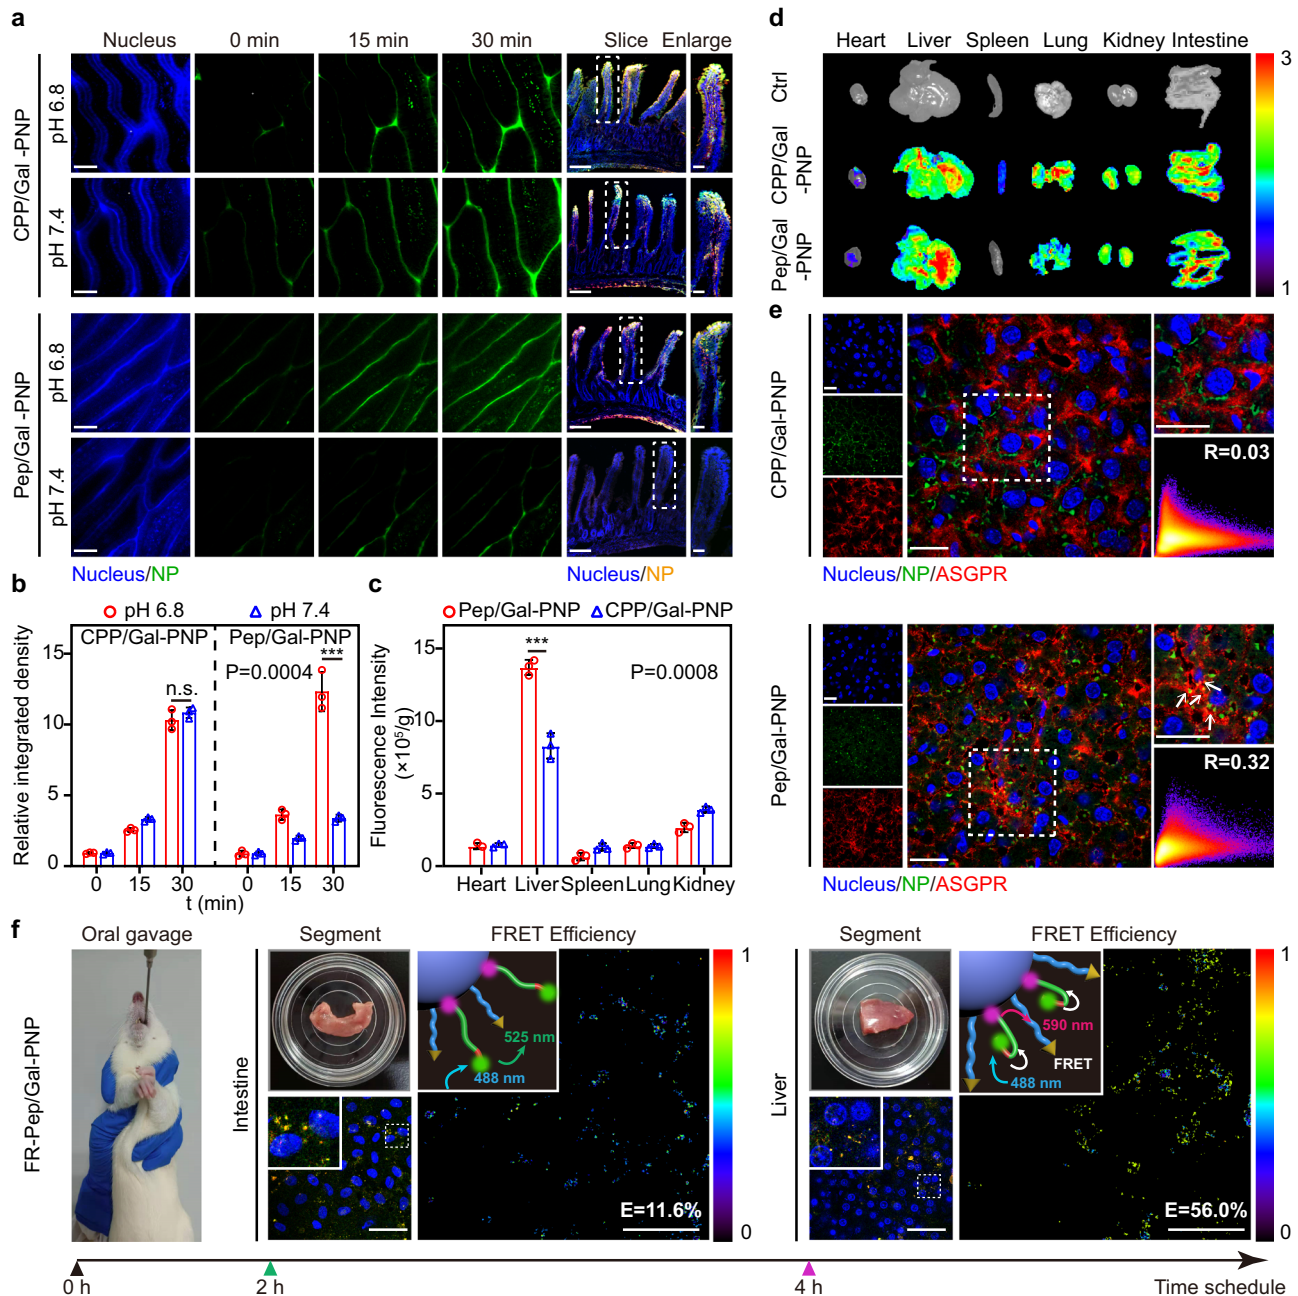 a
Nucleus 0 min 15 min 30 min Slice Enlarge
CPP/Gal -PNP
pH 6.8
pH 7.4
Pep/Gal -PNP
pH 6.8
pH 7.4
Nucleus/NP
Nucleus/NP
b
pH 6.8 pH 7.4
CPP/Gal-PNP Pep/Gal-PNP
P=0.0004
n.s.
***
Relative integrated density
15
10
5
0
0 15 30 0 15 30
t (min)
c
Pep/Gal-PNP CPP/Gal-PNP
P=0.0008
***
Fluorescence Intensity
(×10⁵/g)
15
10
5
0
Heart Liver Spleen Lung Kidney
d
Heart Liver Spleen Lung Kidney Intestine
Ctrl
CPP/Gal
-PNP
Pep/Gal
-PNP
3
1
e
CPP/Gal-PNP
R=0.03
Nucleus/NP/ASGPR
Pep/Gal-PNP
R=0.32
Nucleus/NP/ASGPR
f
Oral gavage Segment FRET Efficiency Segment FRET Efficiency
FR-Pep/Gal-PNP
Intestine
525 nm
488 nm
E=11.6%
1
0
Liver
590 nm
FRET
488 nm
E=56.0%
1
0
0 h 2 h 4 h Time schedule